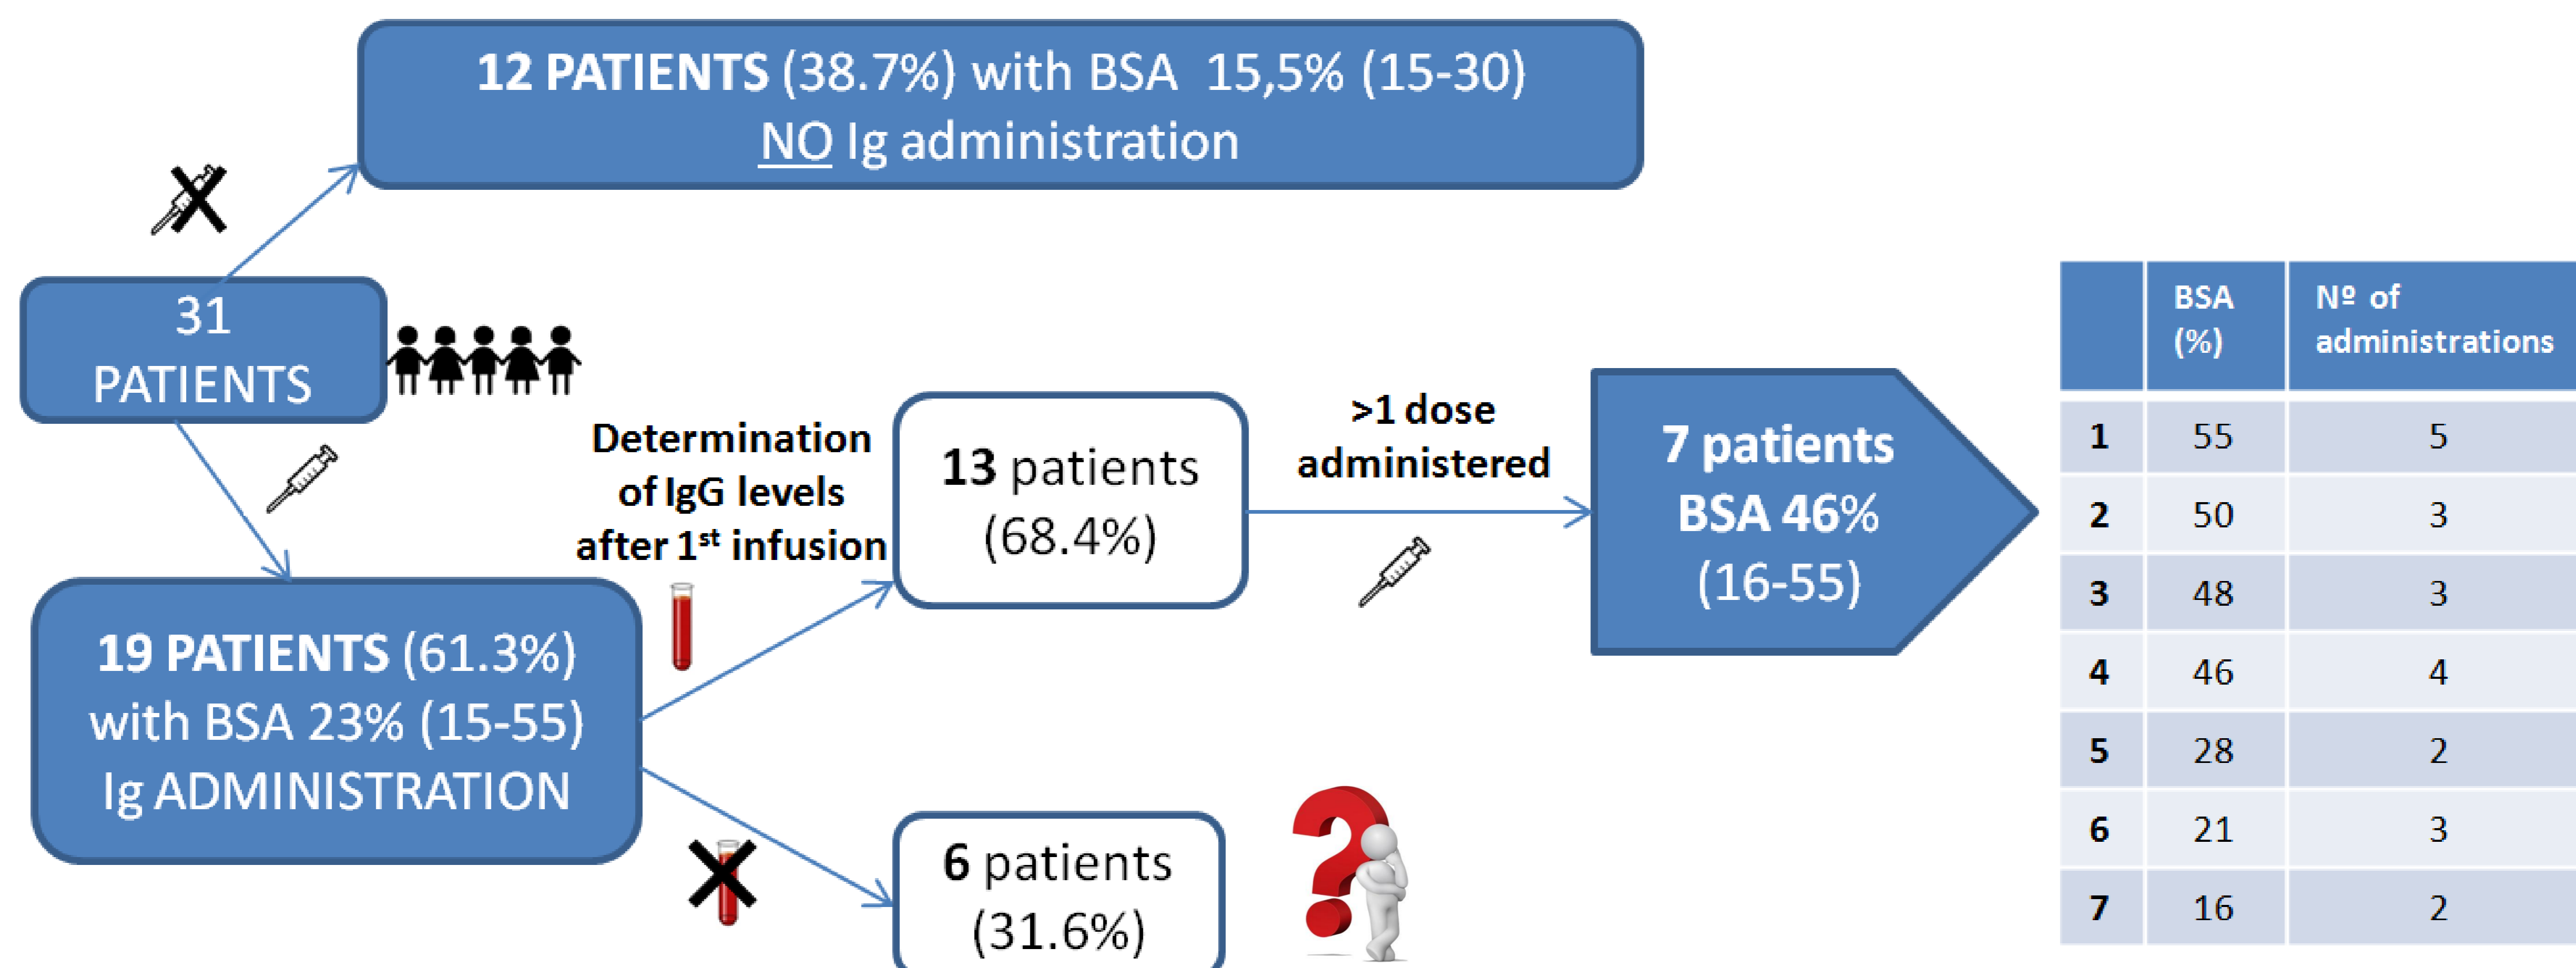 12 PATIENTS (38.7%) with BSA 15,5% (15-30)
NO Ig administration
31
PATIENTS
19 PATIENTS (61.3%)
with BSA 23% (15-55)
Ig ADMINISTRATION
Determination
of IgG levels
after 1st infusion
13 patients
(68.4%)
6 patients
(31.6%)
>1 dose
administered
7 patients
BSA 46%
(16-55)
BSA (%) Nº of administrations
1 55 5
2 50 3
3 48 3
4 46 4
5 28 2
6 21 3
7 16 2